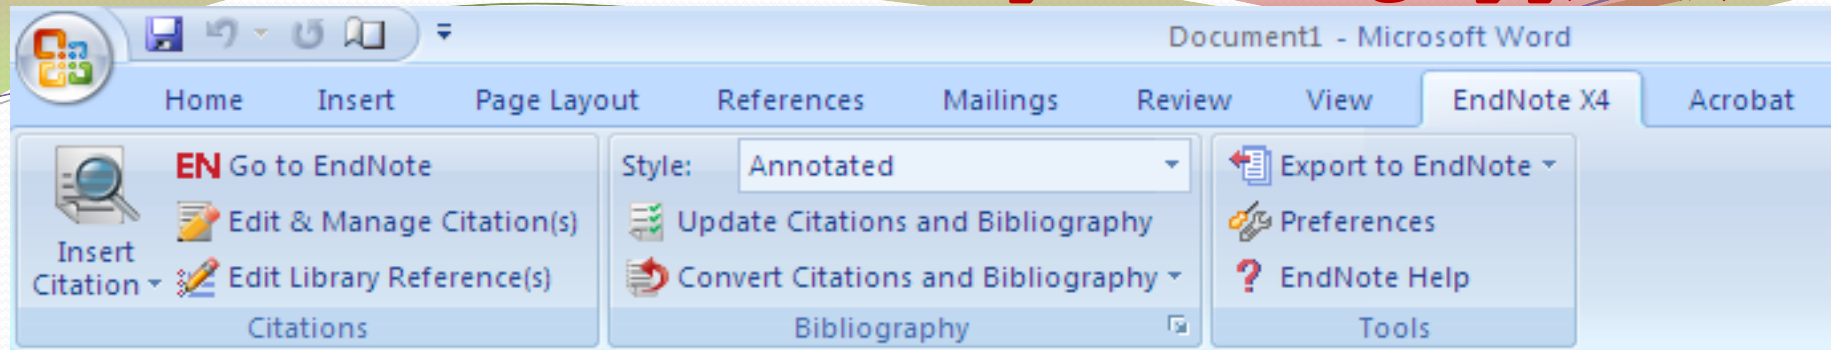 Document1 - Microsoft Word
Home Insert Page Layout References Mailings Review View EndNote X4 Acrobat
Insert Citation
EN Go to EndNote
Edit & Manage Citation(s)
Edit Library Reference(s)
Citations
Style: Annotated
Update Citations and Bibliography
Convert Citations and Bibliography
Bibliography
Export to EndNote
Preferences
? EndNote Help
Tools